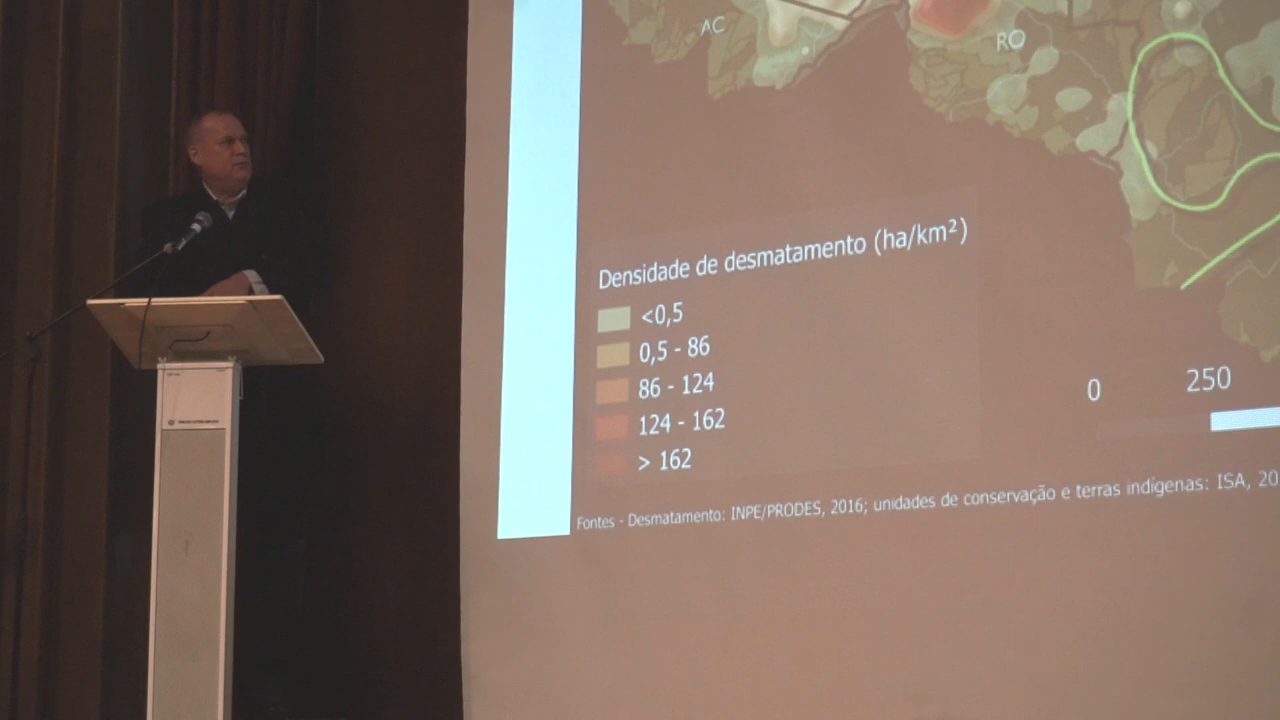 AC
RO
Densidade de desmatamento (ha/km²)
<0,5
0,5 - 86
86 - 124
124 - 162
> 162
0 250
Fontes - Desmatamento: INPE/PRODES, 2016; unidades de conservação e terras indígenas: ISA, 20